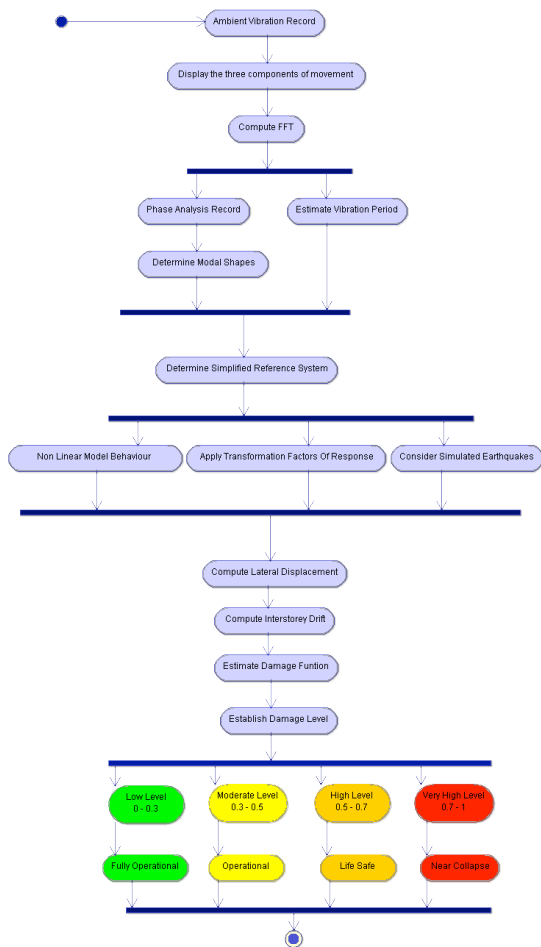 Ambient Vibration Record
Display the three components of movement
Compute FFT
Phase Analysis Record
Estimate Vibration Period
Determine Modal Shapes
Determine Simplified Reference System
Non Linear Model Behaviour
Apply Transformation Factors Of Response
Consider Simulated Earthquakes
Compute Lateral Displacement
Compute Interstorey Drift
Estimate Damage Funtion
Establish Damage Level
Low Level
0 - 0.3
Moderate Level
0.3 - 0.5
High Level
0.5 - 0.7
Very High Level
0.7 - 1
Fully Operational
Operational
Life Safe
Near Collapse